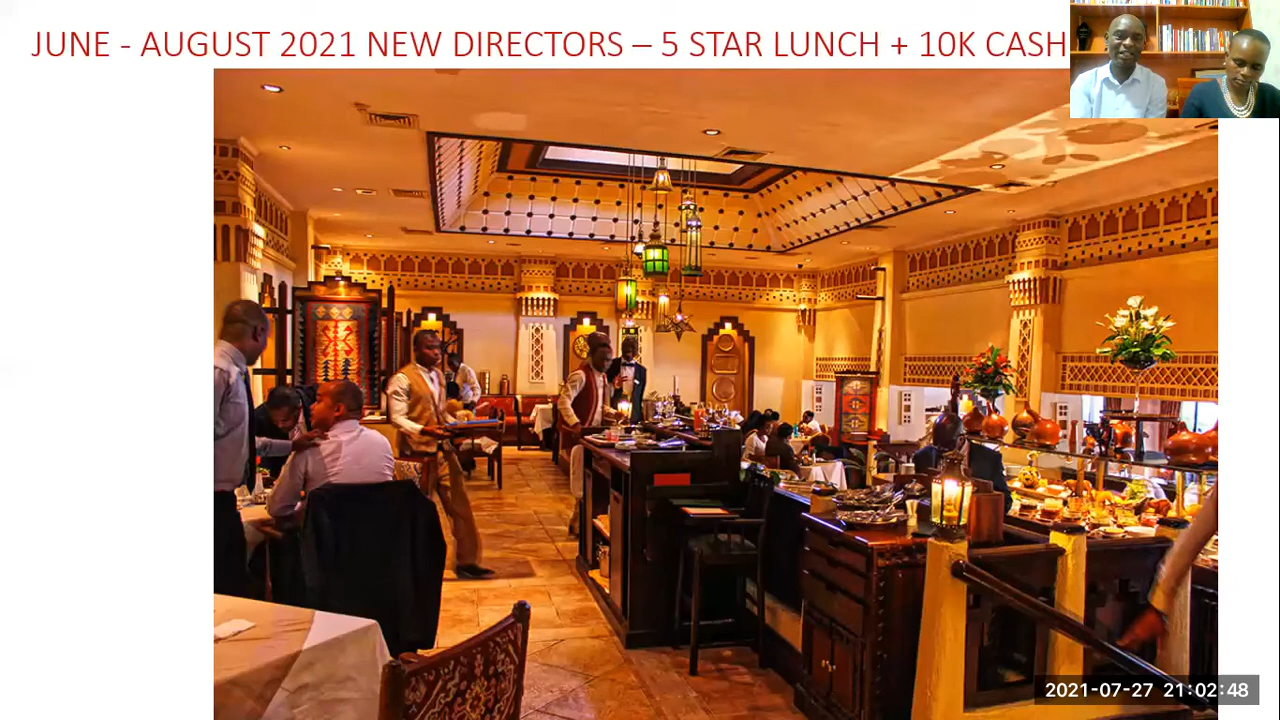 JUNE - AUGUST 2021 NEW DIRECTORS – 5 STAR LUNCH + 10K CASH
2021-07-27 21:02:48